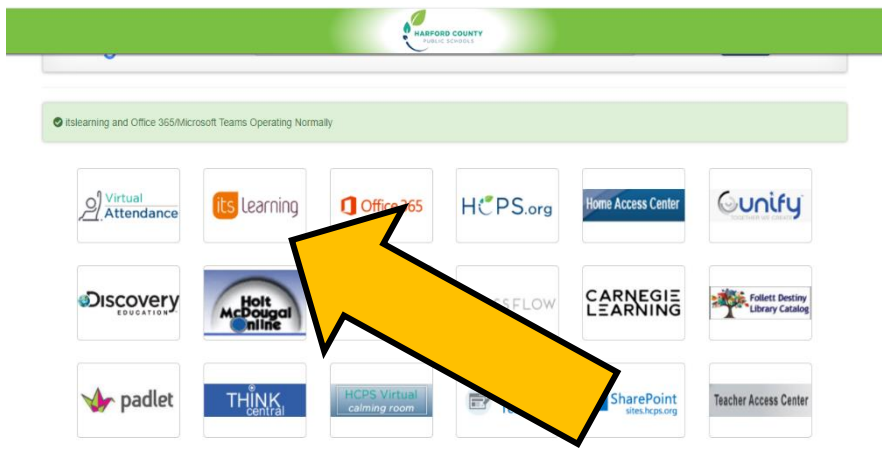 HARFORD COUNTY
PUBLIC SCHOOLS
itslearning and Office 365/Microsoft Teams Operating Normally
Virtual
Attendance
its Learning
Office 365
HCPS.org
Home Access Center
unify
TOGETHER WE CREATE
Discovery
EDUCATION
Holt
McDougal
Online
FLOW
CARNEGIE
LEARNING
Follett Destiny
Library Catalog
padlet
THINK
central
HCPS Virtual
calming room
SharePoint
sites.hcps.org
Teacher Access Center